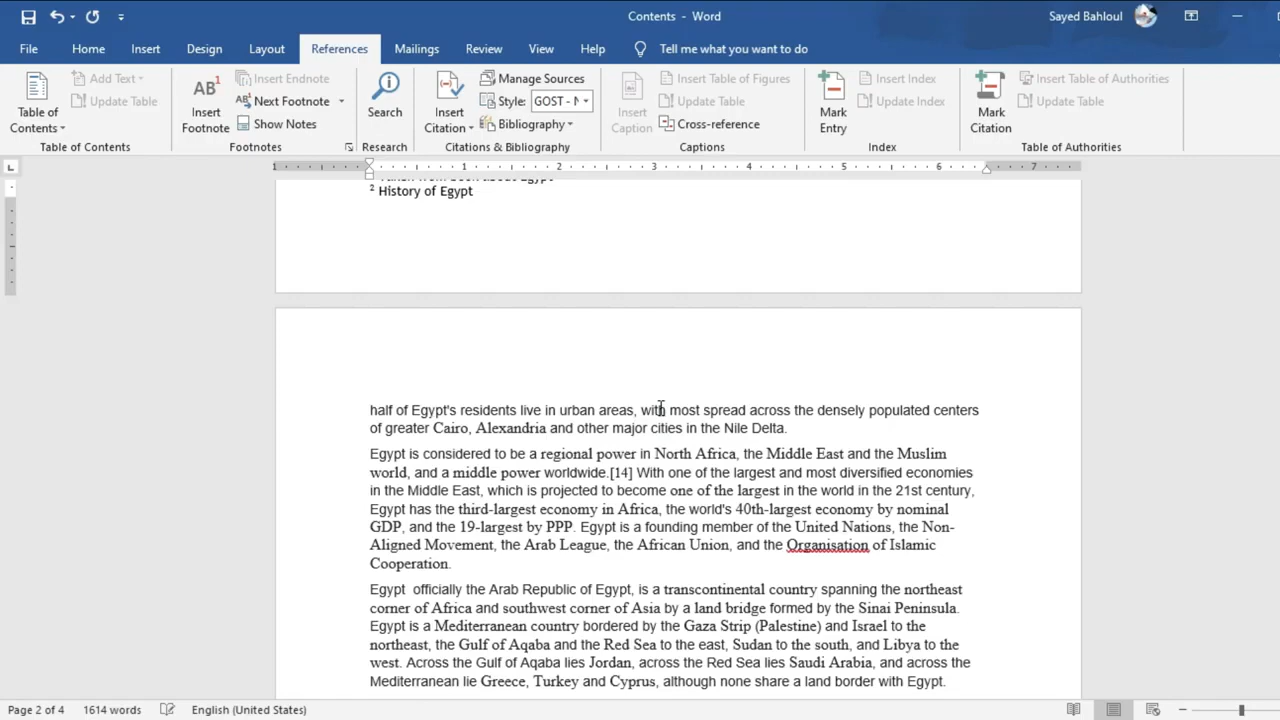 Contents - Word
Sayed Bahloul
File Home Insert Design Layout References Mailings Review View Help Tell me what you want to do
Table of Contents
Add Text
Update Table
Table of Contents
AB1
Insert Footnote
Insert Endnote
AB1 Next Footnote
Show Notes
Footnotes
Search
Research
Insert Citation
Manage Sources
Style: GOST - N
Bibliography
Citations & Bibliography
Insert Caption
Insert Table of Figures
Update Table
Cross-reference
Captions
Mark Entry
Insert Index
Update Index
Index
Mark Citation
Insert Table of Authorities
Update Table
Table of Authorities
1 1 2 3 4 5 6 7
2 History of Egypt
half of Egypt's residents live in urban areas, with most spread across the densely populated centers
of greater Cairo, Alexandria and other major cities in the Nile Delta.
Egypt is considered to be a regional power in North Africa, the Middle East and the Muslim
world, and a middle power worldwide.[14] With one of the largest and most diversified economies
in the Middle East, which is projected to become one of the largest in the world in the 21st century,
Egypt has the third-largest economy in Africa, the world's 40th-largest economy by nominal
GDP, and the 19-largest by PPP. Egypt is a founding member of the United Nations, the Non-
Aligned Movement, the Arab League, the African Union, and the Organisation of Islamic
Cooperation.
Egypt officially the Arab Republic of Egypt, is a transcontinental country spanning the northeast
corner of Africa and southwest corner of Asia by a land bridge formed by the Sinai Peninsula.
Egypt is a Mediterranean country bordered by the Gaza Strip (Palestine) and Israel to the
northeast, the Gulf of Aqaba and the Red Sea to the east, Sudan to the south, and Libya to the
west. Across the Gulf of Aqaba lies Jordan, across the Red Sea lies Saudi Arabia, and across the
Mediterranean lie Greece, Turkey and Cyprus, although none share a land border with Egypt.
Page 2 of 4 1614 words English (United States)